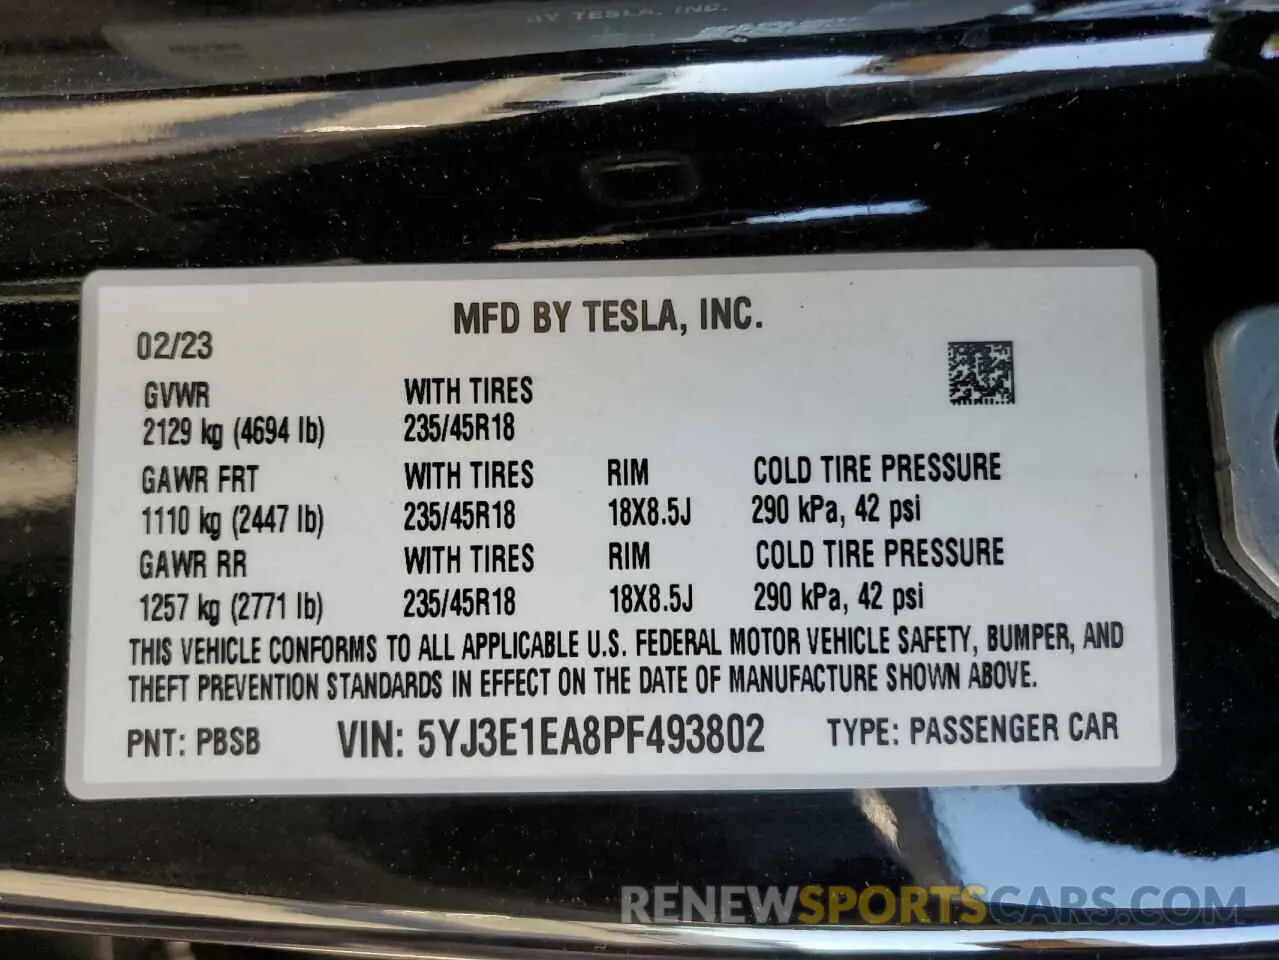 BY TESLA, INC.
MFD BY TESLA, INC.
02/23
GVWR WITH TIRES
2129 kg (4694 lb) 235/45R18
GAWR FRT WITH TIRES RIM COLD TIRE PRESSURE
1110 kg (2447 lb) 235/45R18 18X8.5J 290 kPa, 42 psi
GAWR RR WITH TIRES RIM COLD TIRE PRESSURE
1257 kg (2771 lb) 235/45R18 18X8.5J 290 kPa, 42 psi
THIS VEHICLE CONFORMS TO ALL APPLICABLE U.S. FEDERAL MOTOR VEHICLE SAFETY, BUMPER, AND
THEFT PREVENTION STANDARDS IN EFFECT ON THE DATE OF MANUFACTURE SHOWN ABOVE.
PNT: PBSB VIN: 5YJ3E1EA8PF493802 TYPE: PASSENGER CAR
RENEWSPORTSCARS.COM